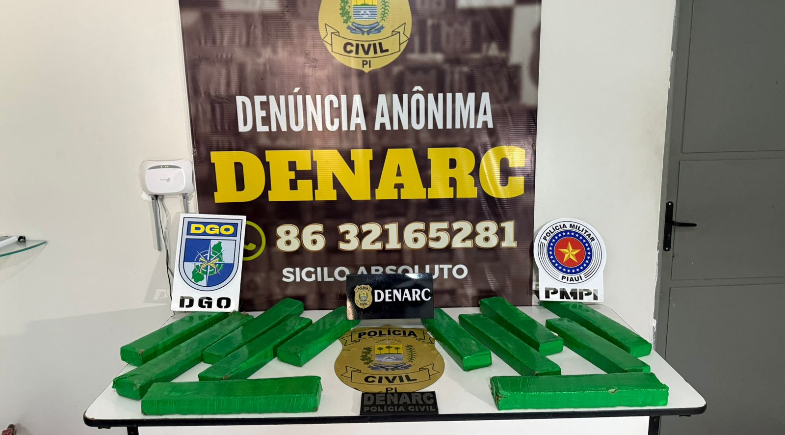 CIVIL
PI
DENÚNCIA ANÔNIMA
DENARC
86 32165281
SIGILO ABSOLUTO
DGO
DGO
POLÍCIA MILITAR
PIAUÍ
PMPI
DENARC
POLÍCIA
CIVIL
PI
DENARC
POLÍCIA CIVIL